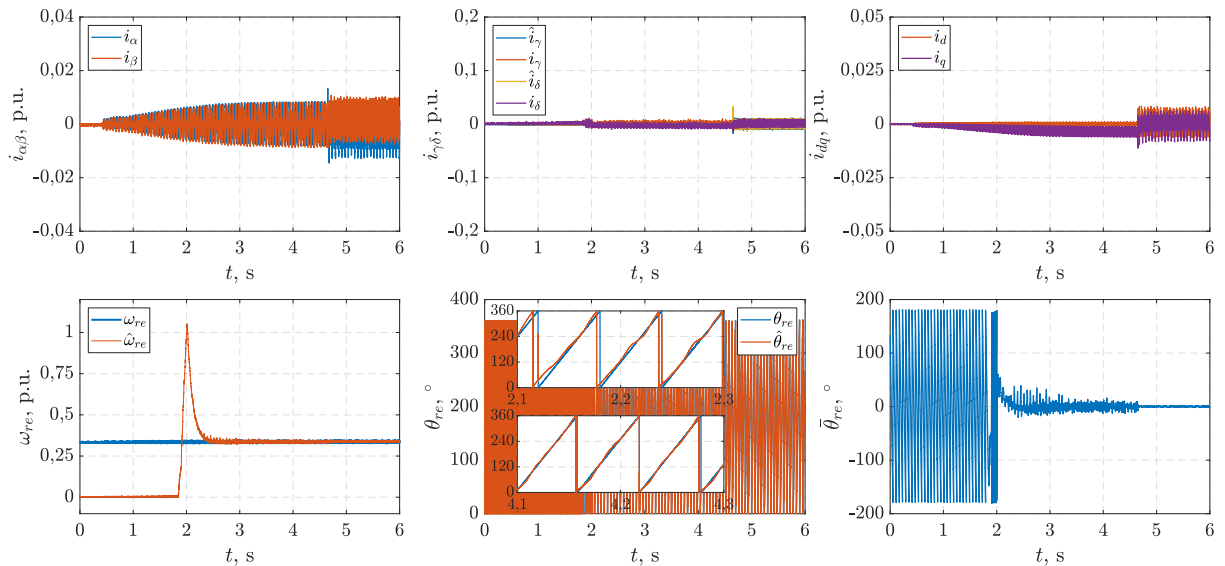 0,04
0,02
0
-0,02
-0,04
i_αβ, p.u.
i_α
i_β
0 1 2 3 4 5 6
t, s
0,2
0,1
0
-0,1
-0,2
i_γδ, p.u.
î_γ
i_γ
î_δ
i_δ
0 1 2 3 4 5 6
t, s
0,05
0
-0,05
i_dq, p.u.
i_d
i_q
0 1 2 3 4 5 6
t, s
1
0,75
0,5
0,25
0
ω_re, p.u.
ω_re
ω̂_re
0 1 2 3 4 5 6
t, s
400
300
200
100
0
θ_re, °
θ_re
θ̂_re
360
240
120
0
2,1 2,2 2,3
360
240
120
0
4,1 4,2 4,3
0 1 2 3 4 5 6
t, s
200
100
0
-100
-200
θ̄_re, °
0 1 2 3 4 5 6
t, s